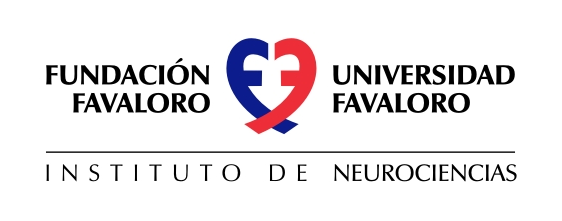 FUNDACIÓN
FAVALORO
UNIVERSIDAD
FAVALORO
INSTITUTO DE NEUROCIENCIAS